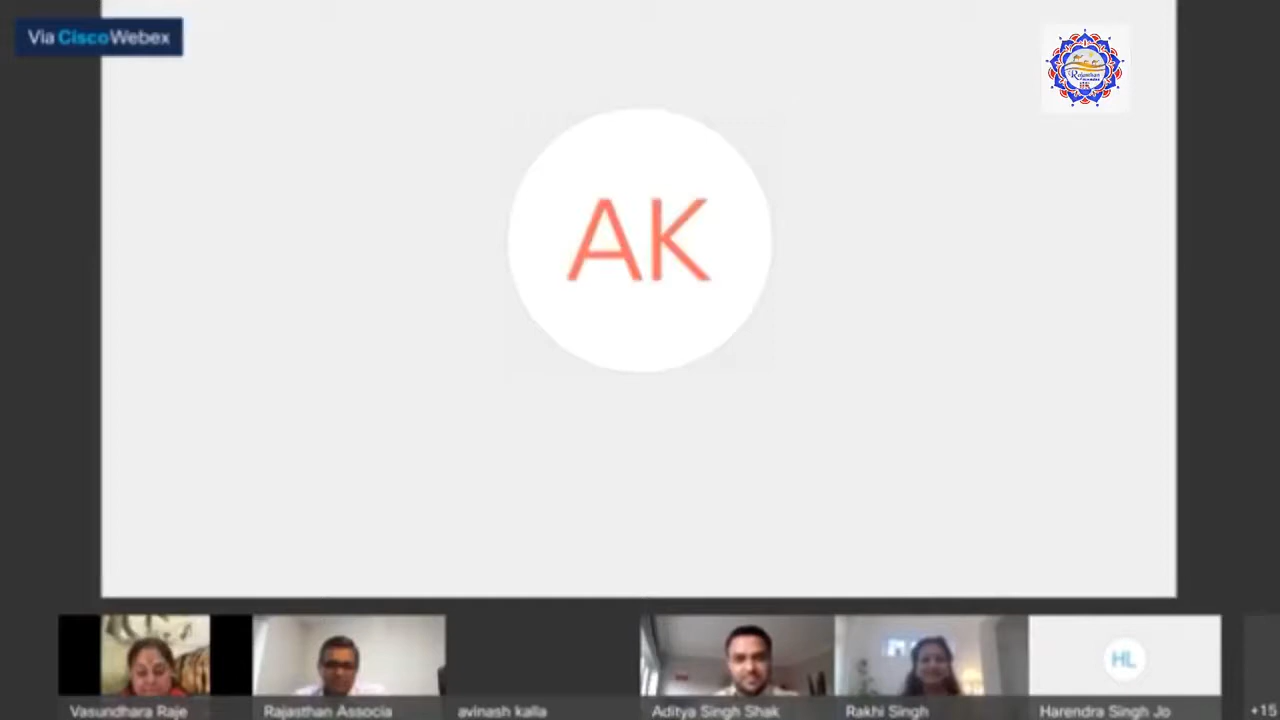 Via CiscoWebex
Rajasthan
AK
HL
Vasundhara Raje
Rajasthan Associa
avinash kalla
Aditya Singh Shak
Rakhi Singh
Harendra Singh Jo
+15